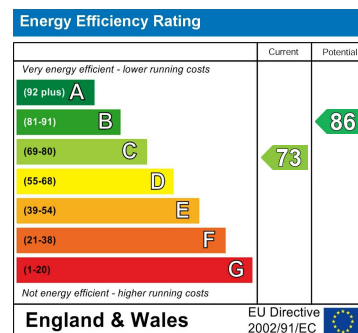 Energy Efficiency Rating
Current
Potential
Very energy efficient - lower running costs
(92 plus) A
(81-91) B
86
(69-80) C
73
(55-68) D
(39-54) E
(21-38) F
(1-20) G
Not energy efficient - higher running costs
England & Wales
EU Directive
2002/91/EC